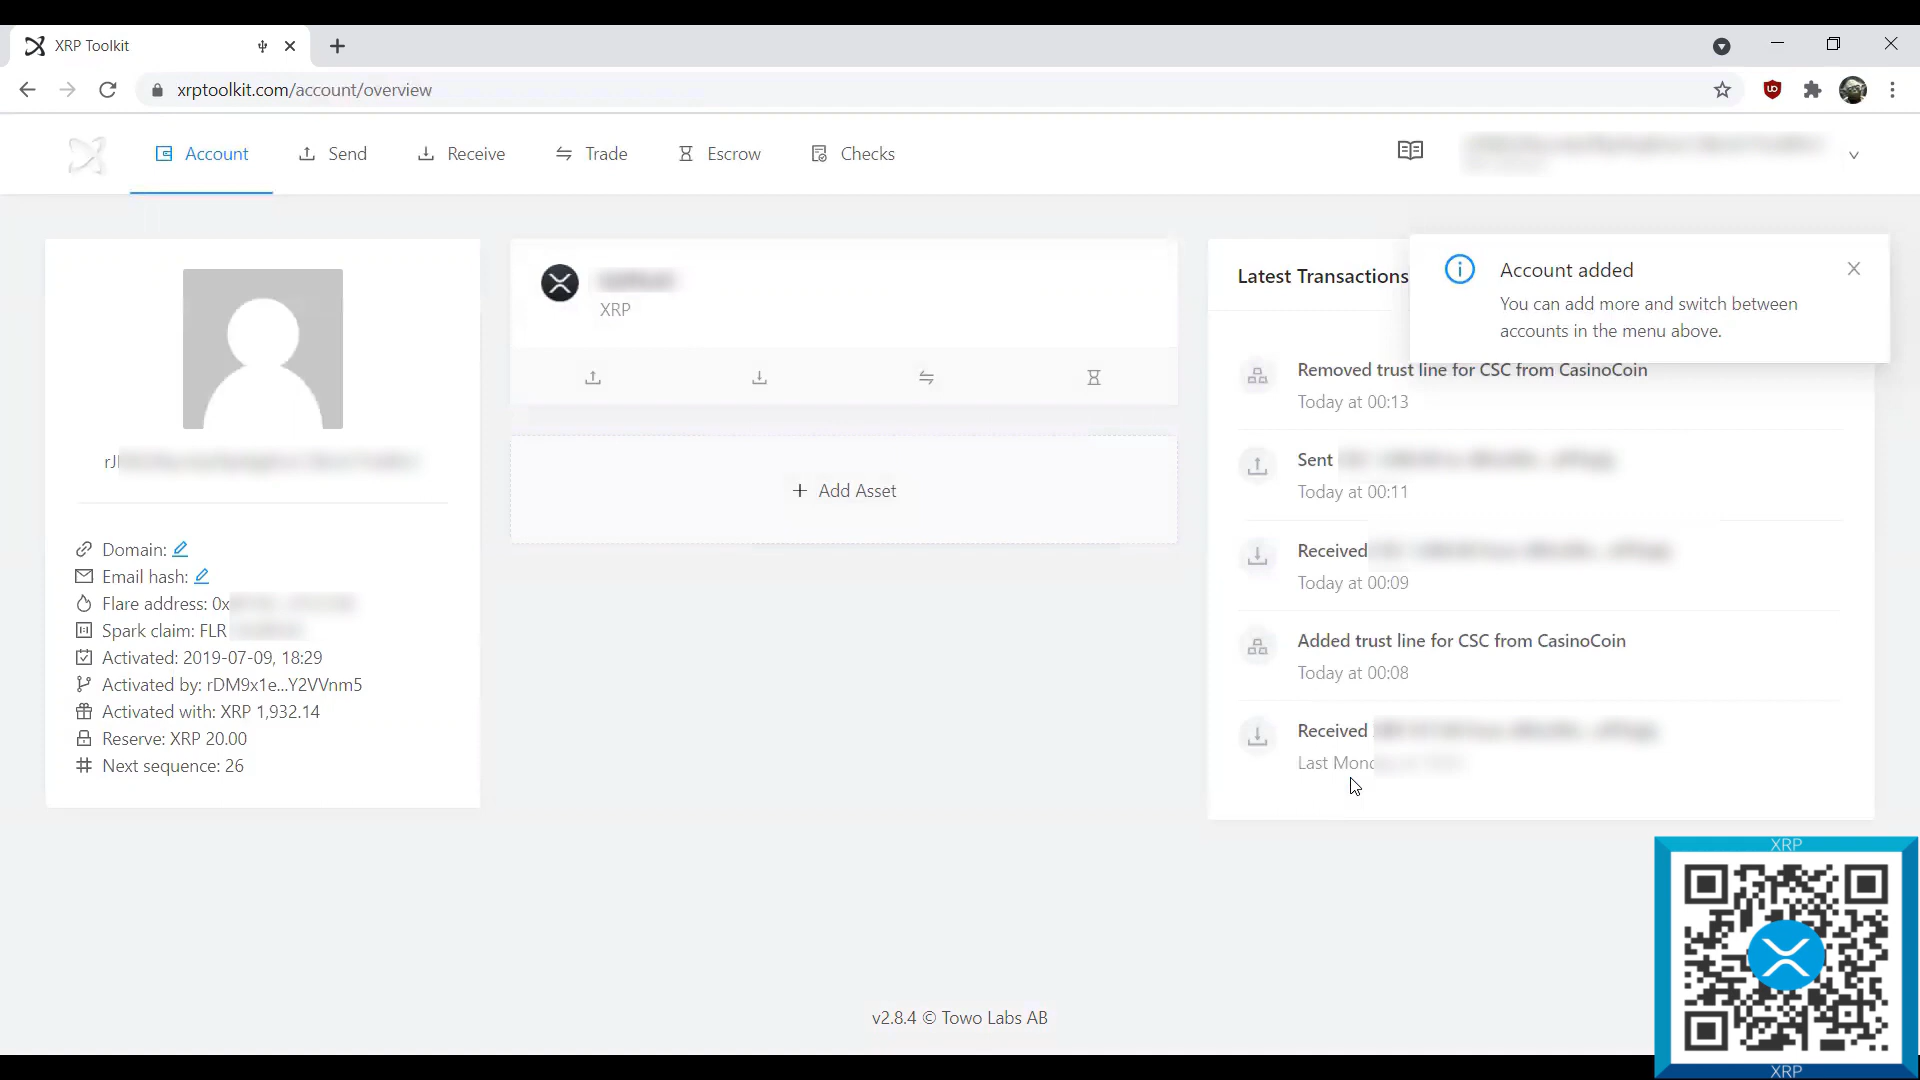 XRP Toolkit
xrptoolkit.com/account/overview
Account
Send
Receive
Trade
Escrow
Checks
XRP
Add Asset
rJ
Domain:
Email hash:
Flare address: 0x
Spark claim: FLR
Activated: 2019-07-09, 18:29
Activated by: rDM9x1e...Y2VVnm5
Activated with: XRP 1,932.14
Reserve: XRP 20.00
Next sequence: 26
Latest Transactions
Account added
You can add more and switch between
accounts in the menu above.
Removed trust line for CSC from CasinoCoin
Today at 00:13
Sent
Today at 00:11
Received
Today at 00:09
Added trust line for CSC from CasinoCoin
Today at 00:08
Received
Last
v2.8.4 © Towo Labs AB
XRP
XRP